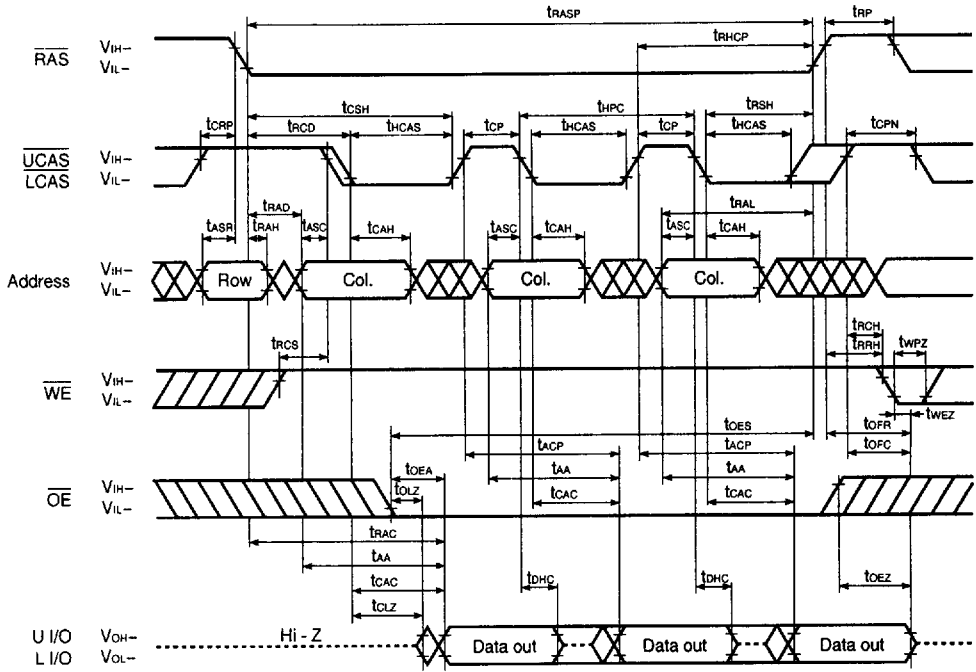 tRASP
tRP
tRHCP
RAS
VIH–
VIL–
tCSH
tHPC
tRSH
tCRP
tRCD
tHCAS
tCP
tHCAS
tCP
tHCAS
tCPN
UCAS
LCAS
VIH–
VIL–
tRAD
tRAL
tASR
tRAH
tASC
tCAH
tASC
tCAH
tASC
tCAH
Address
VIH–
VIL–
Row
Col.
Col.
Col.
tRCS
tRCH
tRRH
tWPZ
WE
VIH–
VIL–
tWEZ
tOES
tOFR
tACP
tACP
tOFC
tOEA
tAA
tAA
tOLZ
tCAC
tCAC
OE
VIH–
VIL–
tRAC
tAA
tCAC
tDHC
tDHC
tOEZ
tCLZ
U I/O
L I/O
VOH–
VOL–
Hi - Z
Data out
Data out
Data out